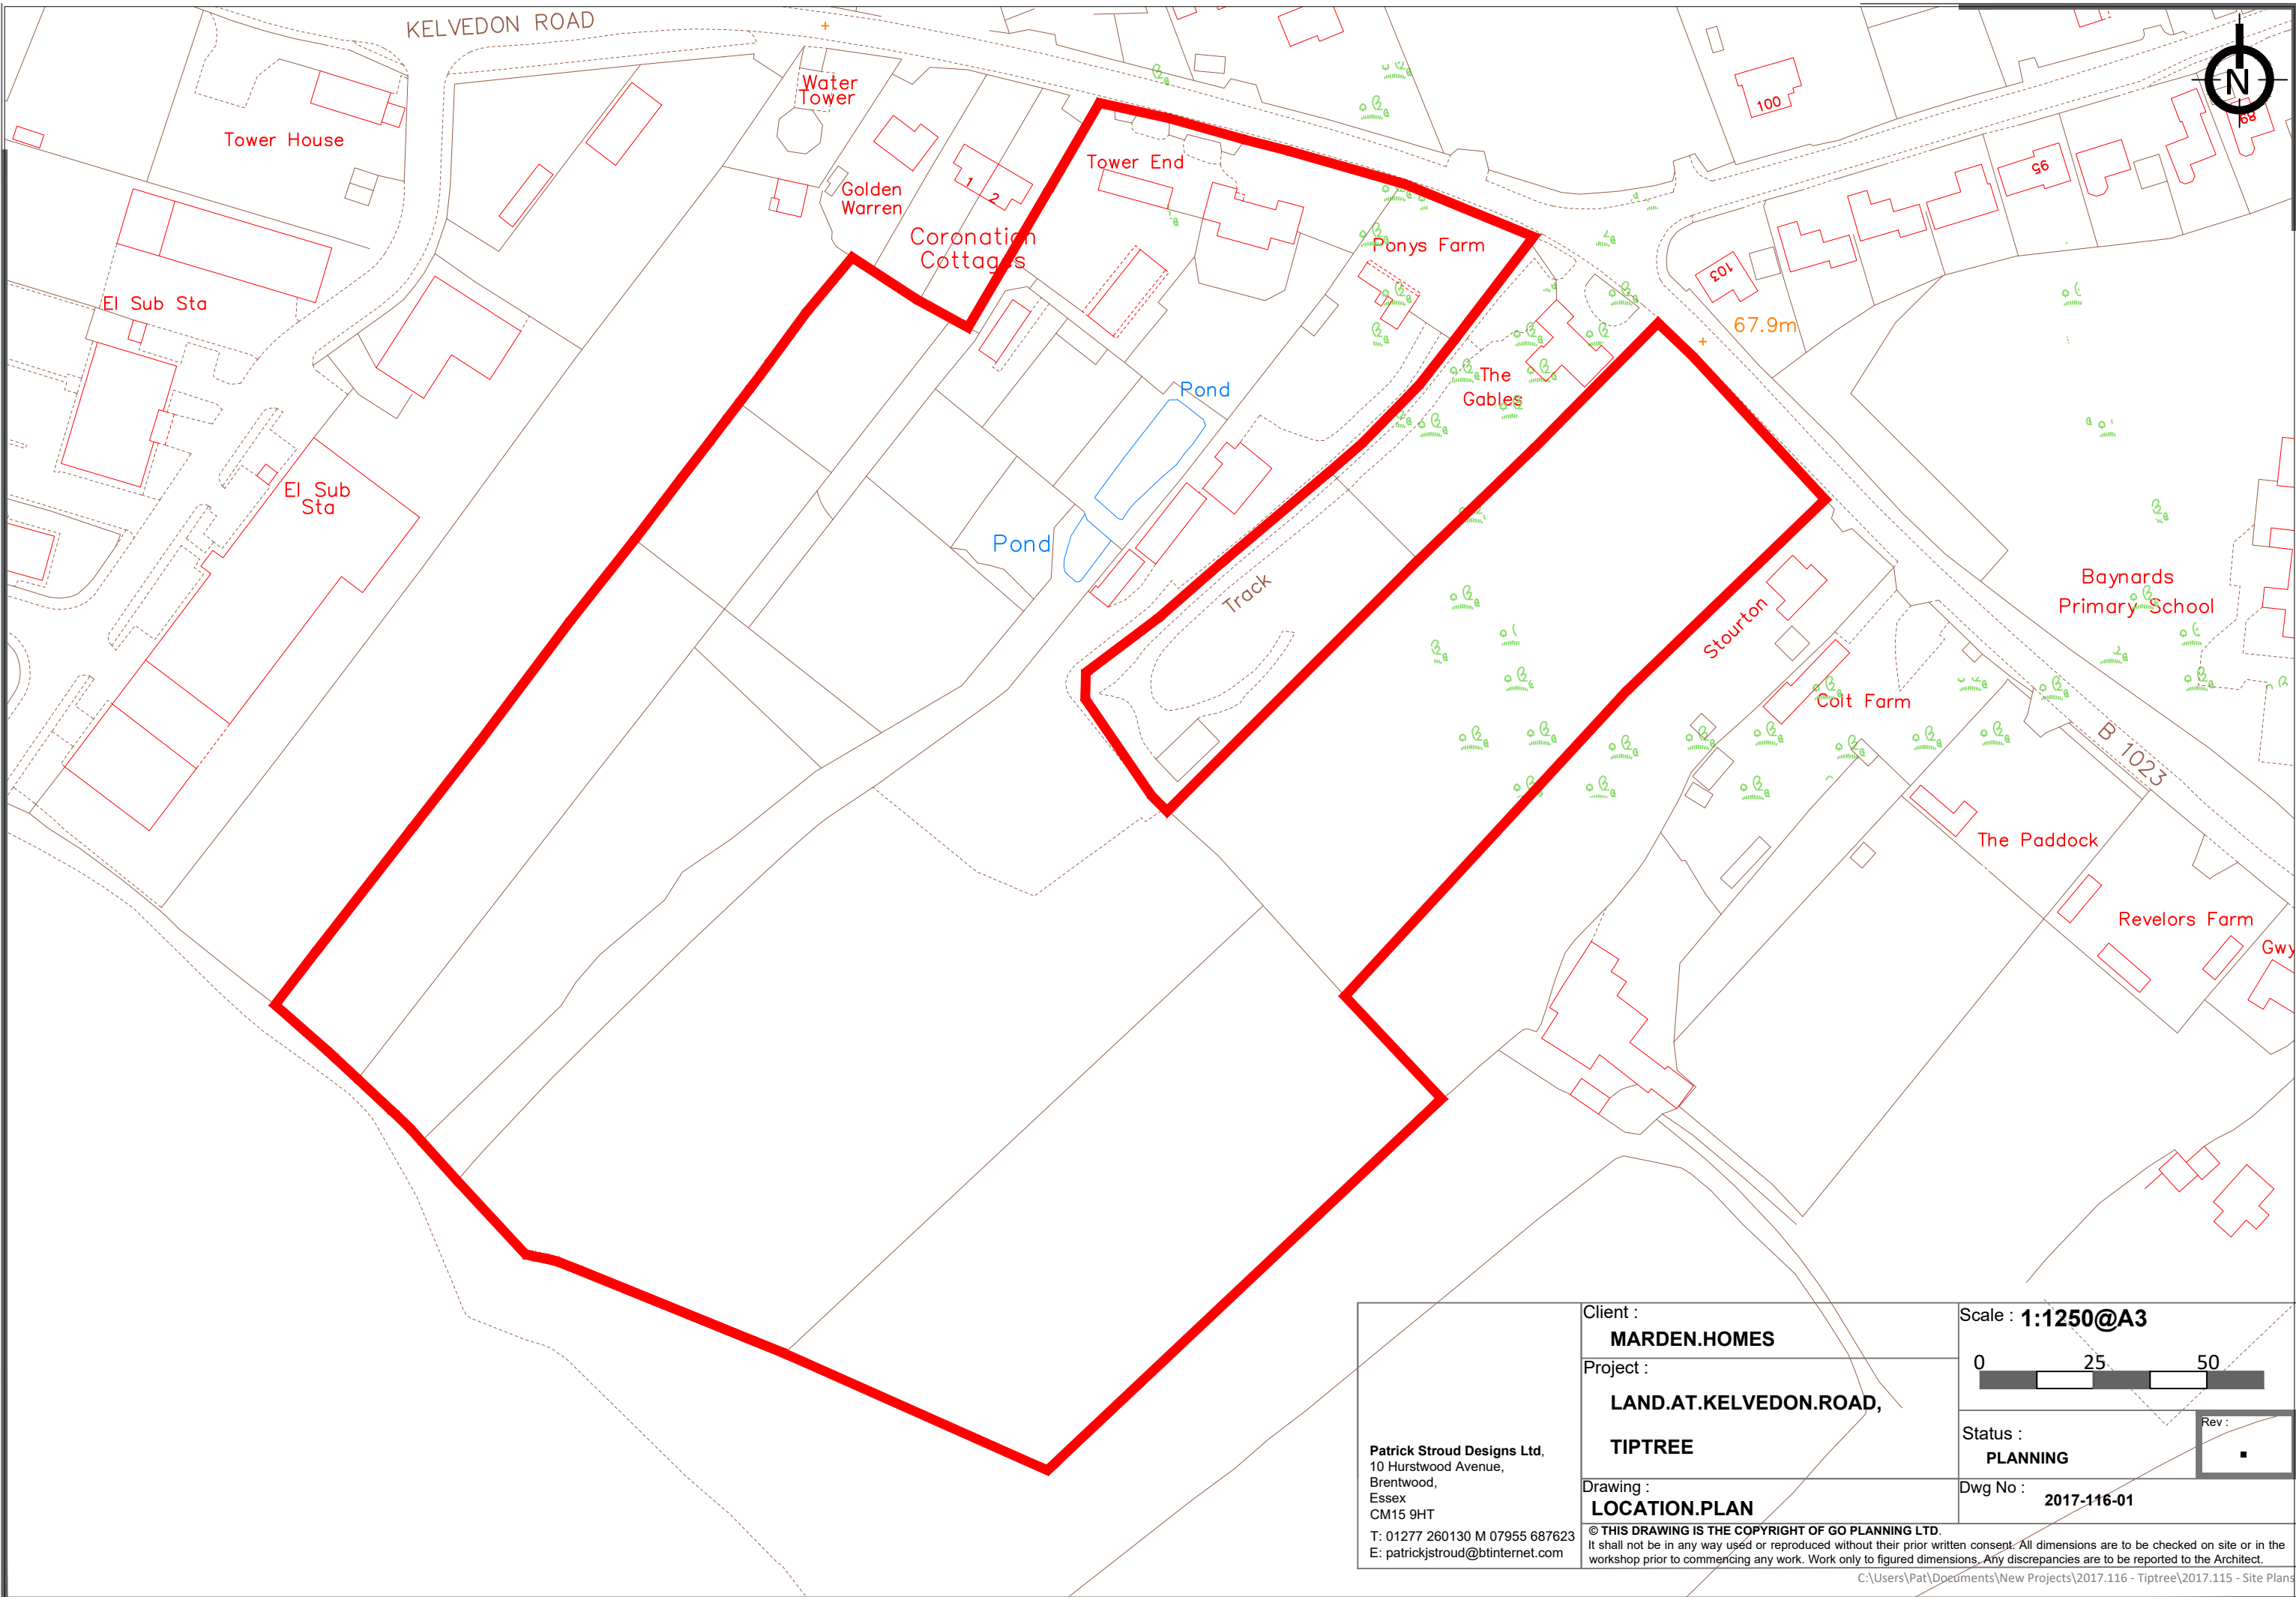 KELVEDON ROAD
N
Water
Tower
100
Tower House
89
Tower End
95
Golden
Warren
1
2
Coronation
Cottages
Ponys Farm
103
El Sub Sta
67.9m
The
Gables
Pond
El Sub
Sta
Pond
Track
Baynards
Primary School
Stourton
Colt Farm
B 1023
The Paddock
Revelors Farm
Gwy
Client :
MARDEN.HOMES
Scale : 1:1250@A3
0 25 50
Project :
LAND.AT.KELVEDON.ROAD,
TIPTREE
Status :
PLANNING
Rev :
Patrick Stroud Designs Ltd,
10 Hurstwood Avenue,
Brentwood,
Essex
CM15 9HT
T: 01277 260130 M 07955 687623
E: patrickjstroud@btinternet.com
Drawing :
LOCATION.PLAN
Dwg No :
2017-116-01
© THIS DRAWING IS THE COPYRIGHT OF GO PLANNING LTD.
It shall not be in any way used or reproduced without their prior written consent. All dimensions are to be checked on site or in the
workshop prior to commencing any work. Work only to figured dimensions. Any discrepancies are to be reported to the Architect.
C:\Users\Pat\Documents\New Projects\2017.116 - Tiptree\2017.115 - Site Plans